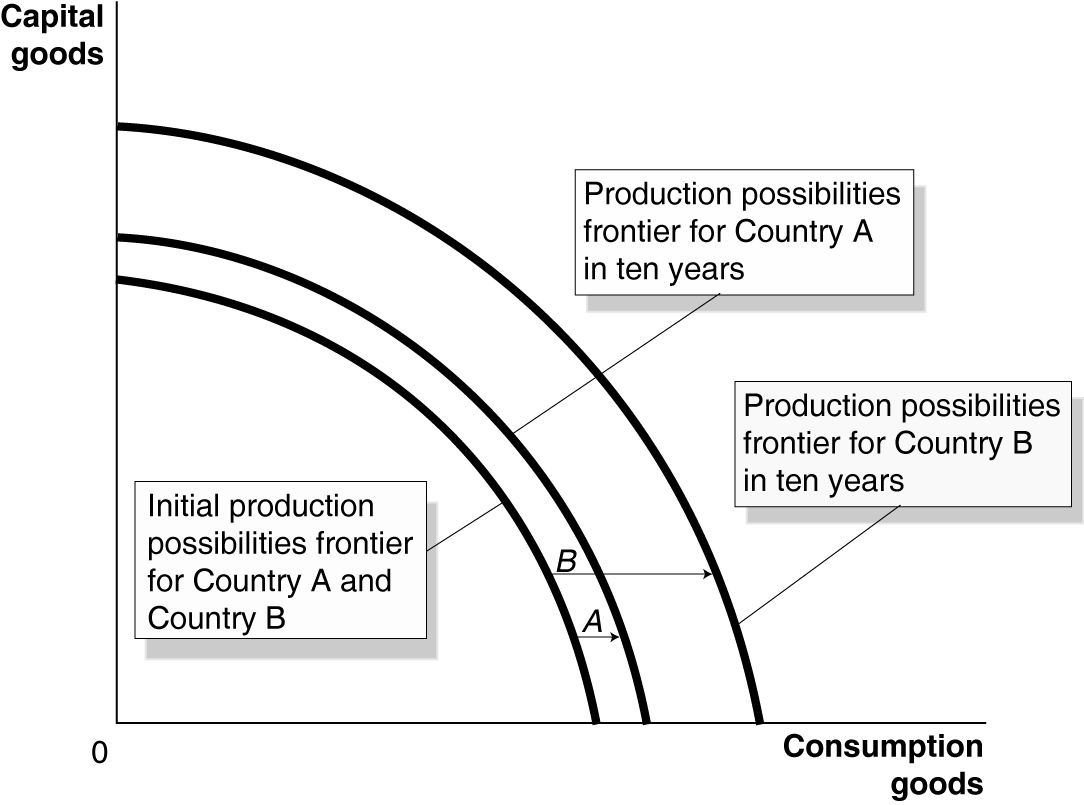 Capital
goods
Production possibilities
frontier for Country A
in ten years
Production possibilities
frontier for Country B
in ten years
Initial production
possibilities frontier
for Country A and
Country B
B
A
0
Consumption
goods